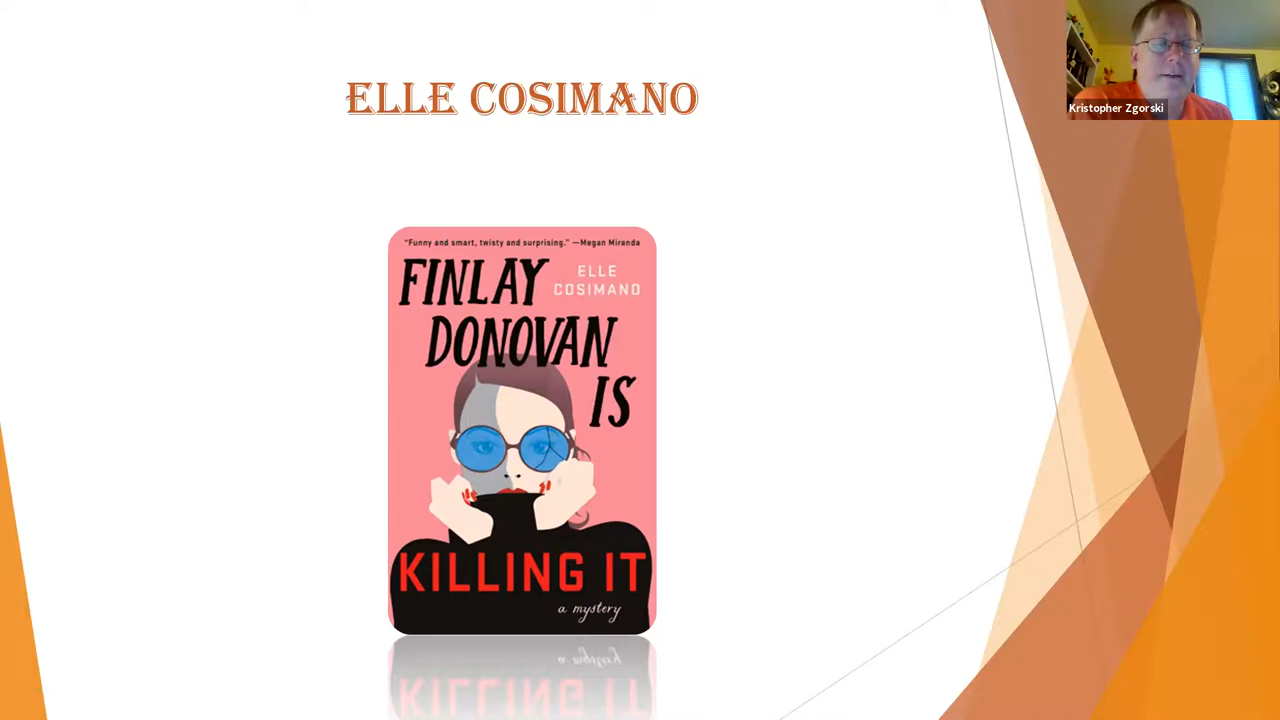 ELLE COSIMANO
Kristopher Zgorski
"Funny and smart, twisty and surprising." —Megan Miranda
FINLAY
ELLE
COSIMANO
DONOVAN
IS
KILLING IT
a mystery